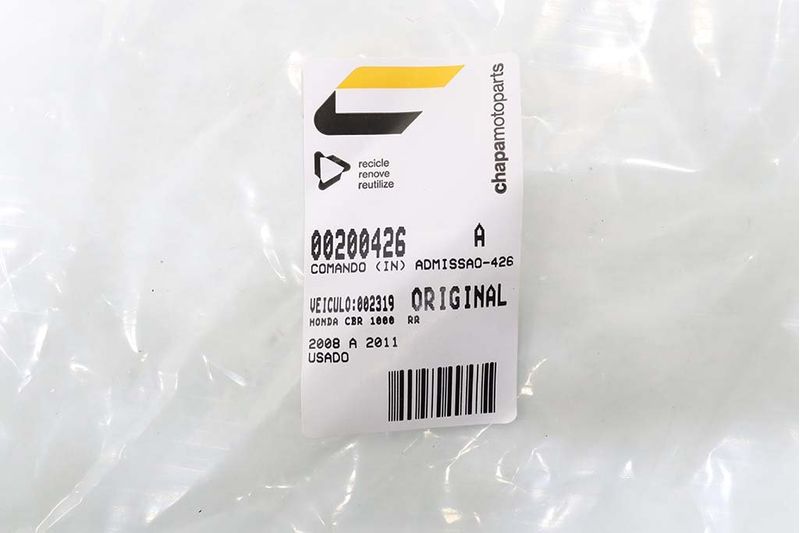 chapamotoparts
recicle
renove
reutilize
00200426 A
COMANDO (IN) ADMISSAO-426
VEICULO:002319 ORIGINAL
HONDA CBR 1000 RR
2008 A 2011
USADO